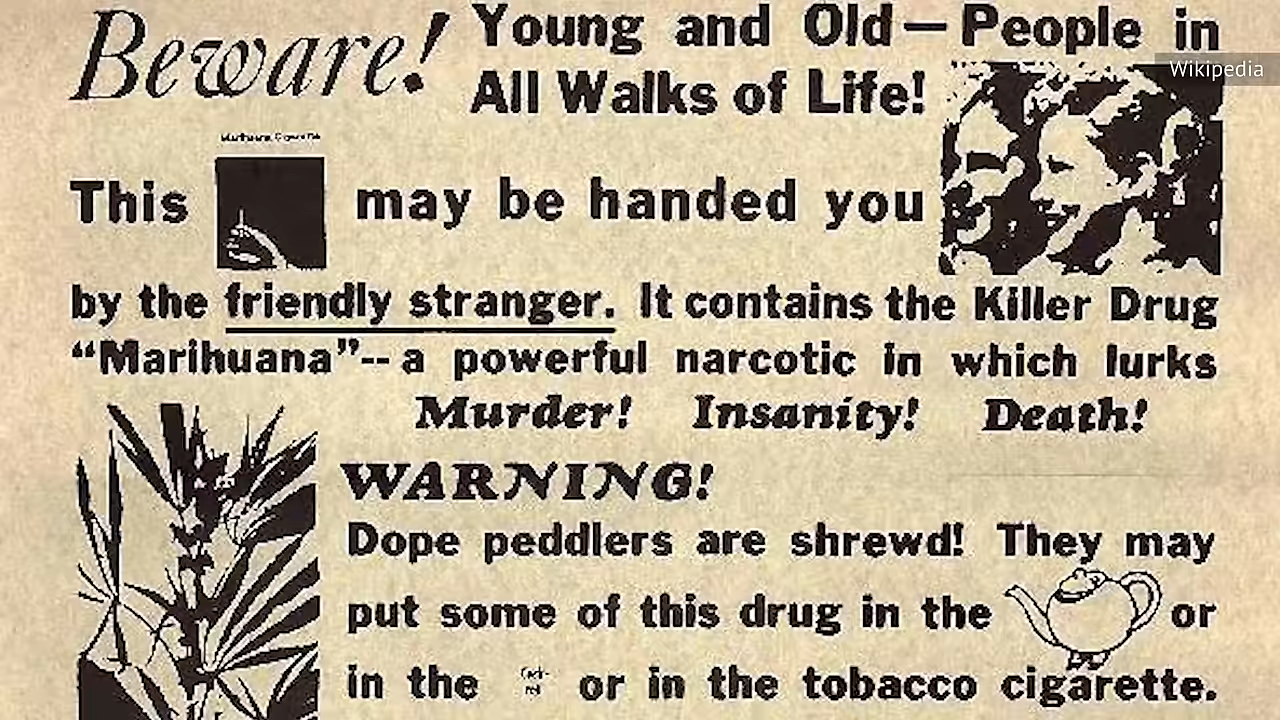 Beware! Young and Old — People in
All Walks of Life!
Wikipedia
Marihuana Cigarette
This may be handed you
by the friendly stranger. It contains the Killer Drug
“Marihuana”-- a powerful narcotic in which lurks
Murder! Insanity! Death!
WARNING!
Dope peddlers are shrewd! They may
put some of this drug in the or
in the or in the tobacco cigarette.